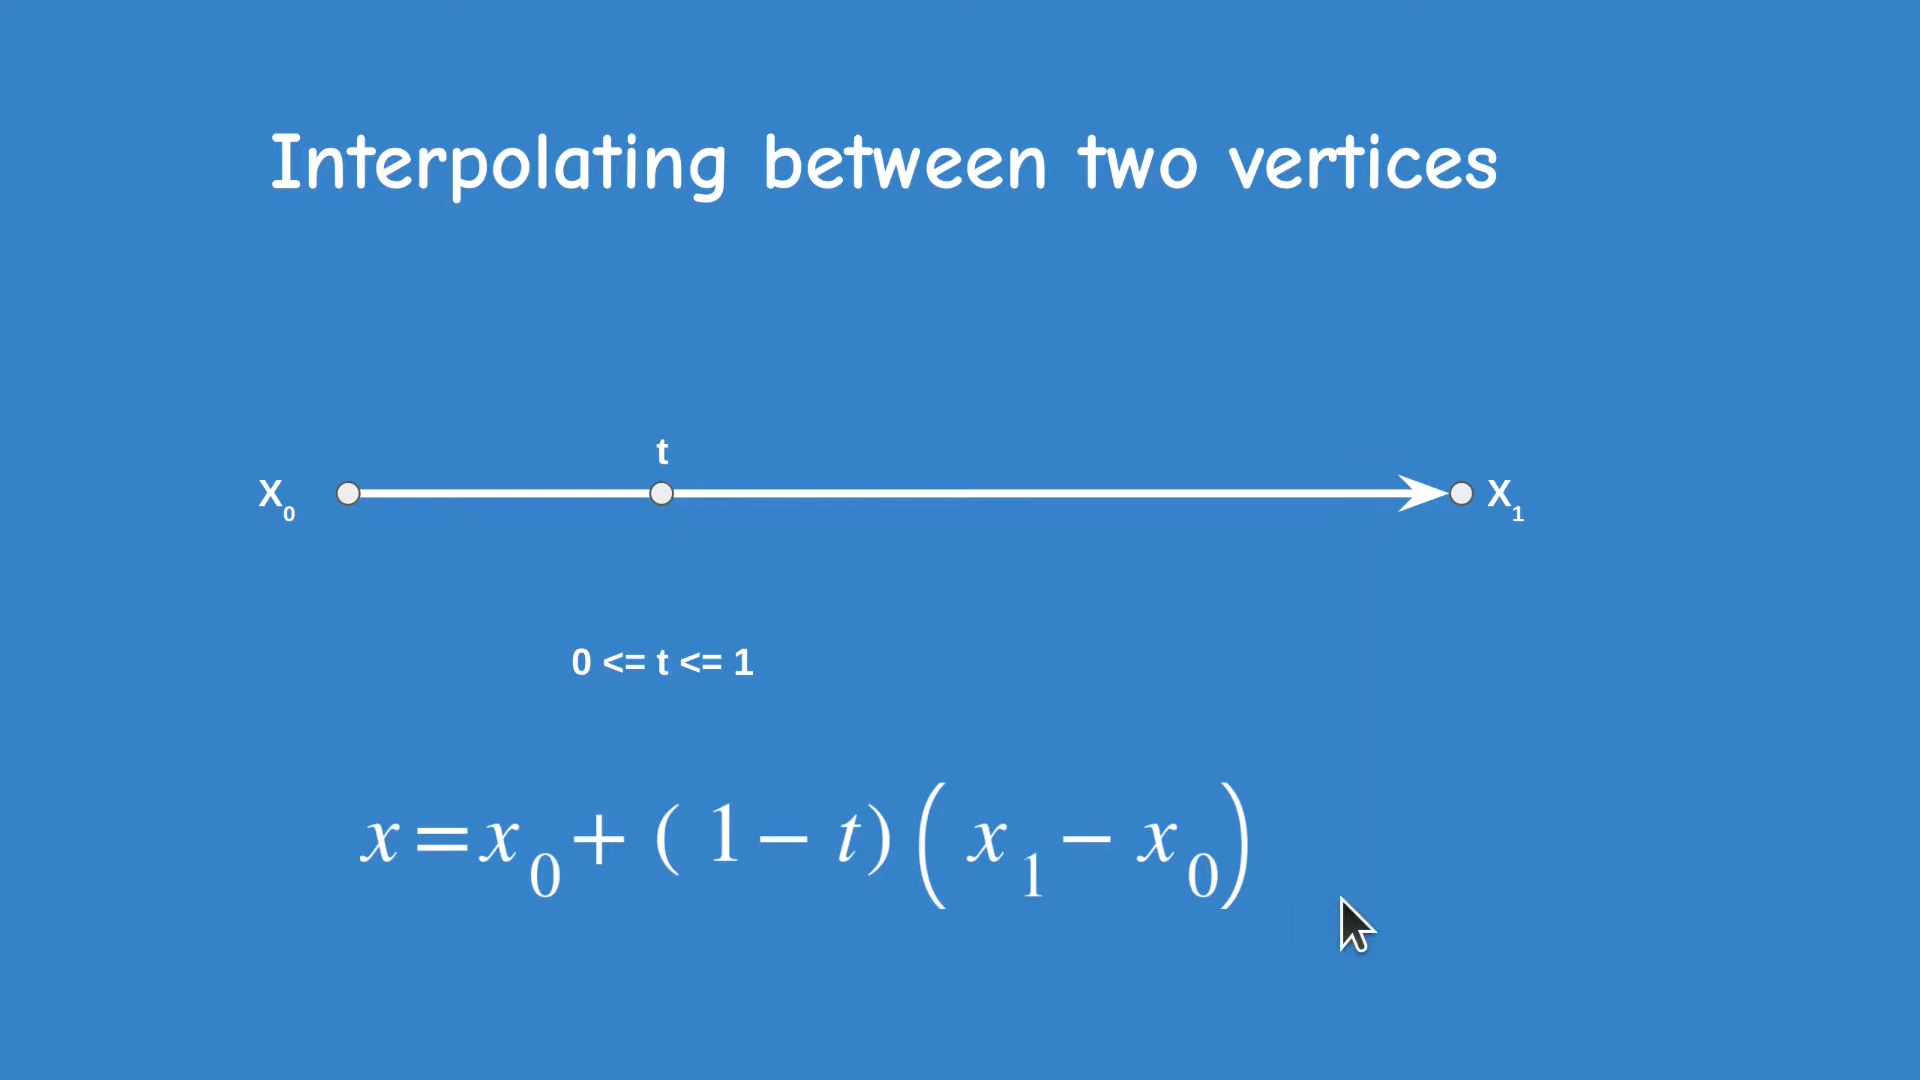 Interpolating between two vertices
t
X₀ X₁
0 <= t <= 1
x = x₀ + ( 1 − t ) ( x₁ − x₀ )